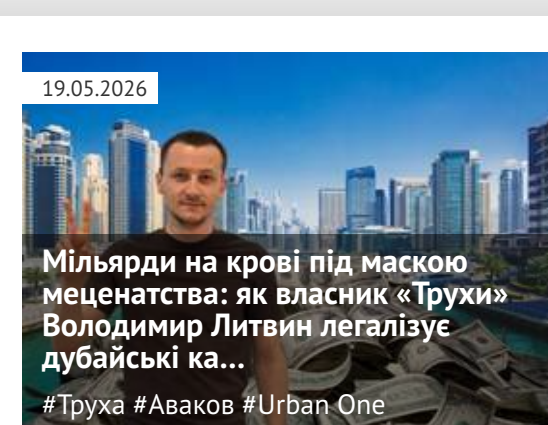 19.05.2026
Мільярди на крові під маскою
меценатства: як власник «Трухи»
Володимир Литвин легалізує
дубайські ка...
#Труха #Аваков #Urban One